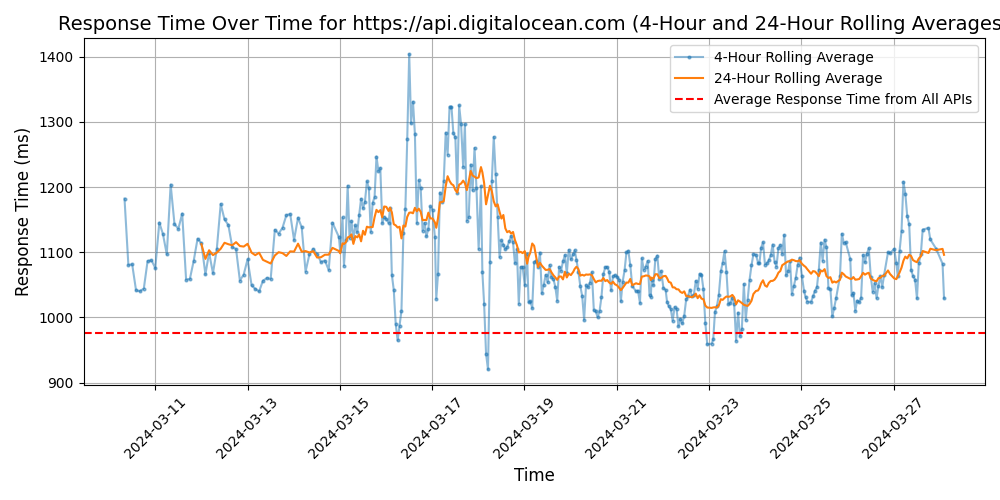 Response Time Over Time for https://api.digitalocean.com (4-Hour and 24-Hour Rolling Averages
4-Hour Rolling Average
24-Hour Rolling Average
Average Response Time from All APIs
Response Time (ms)
1400
1300
1200
1100
1000
900
2024-03-11
2024-03-13
2024-03-15
2024-03-17
2024-03-19
2024-03-21
2024-03-23
2024-03-25
2024-03-27
Time